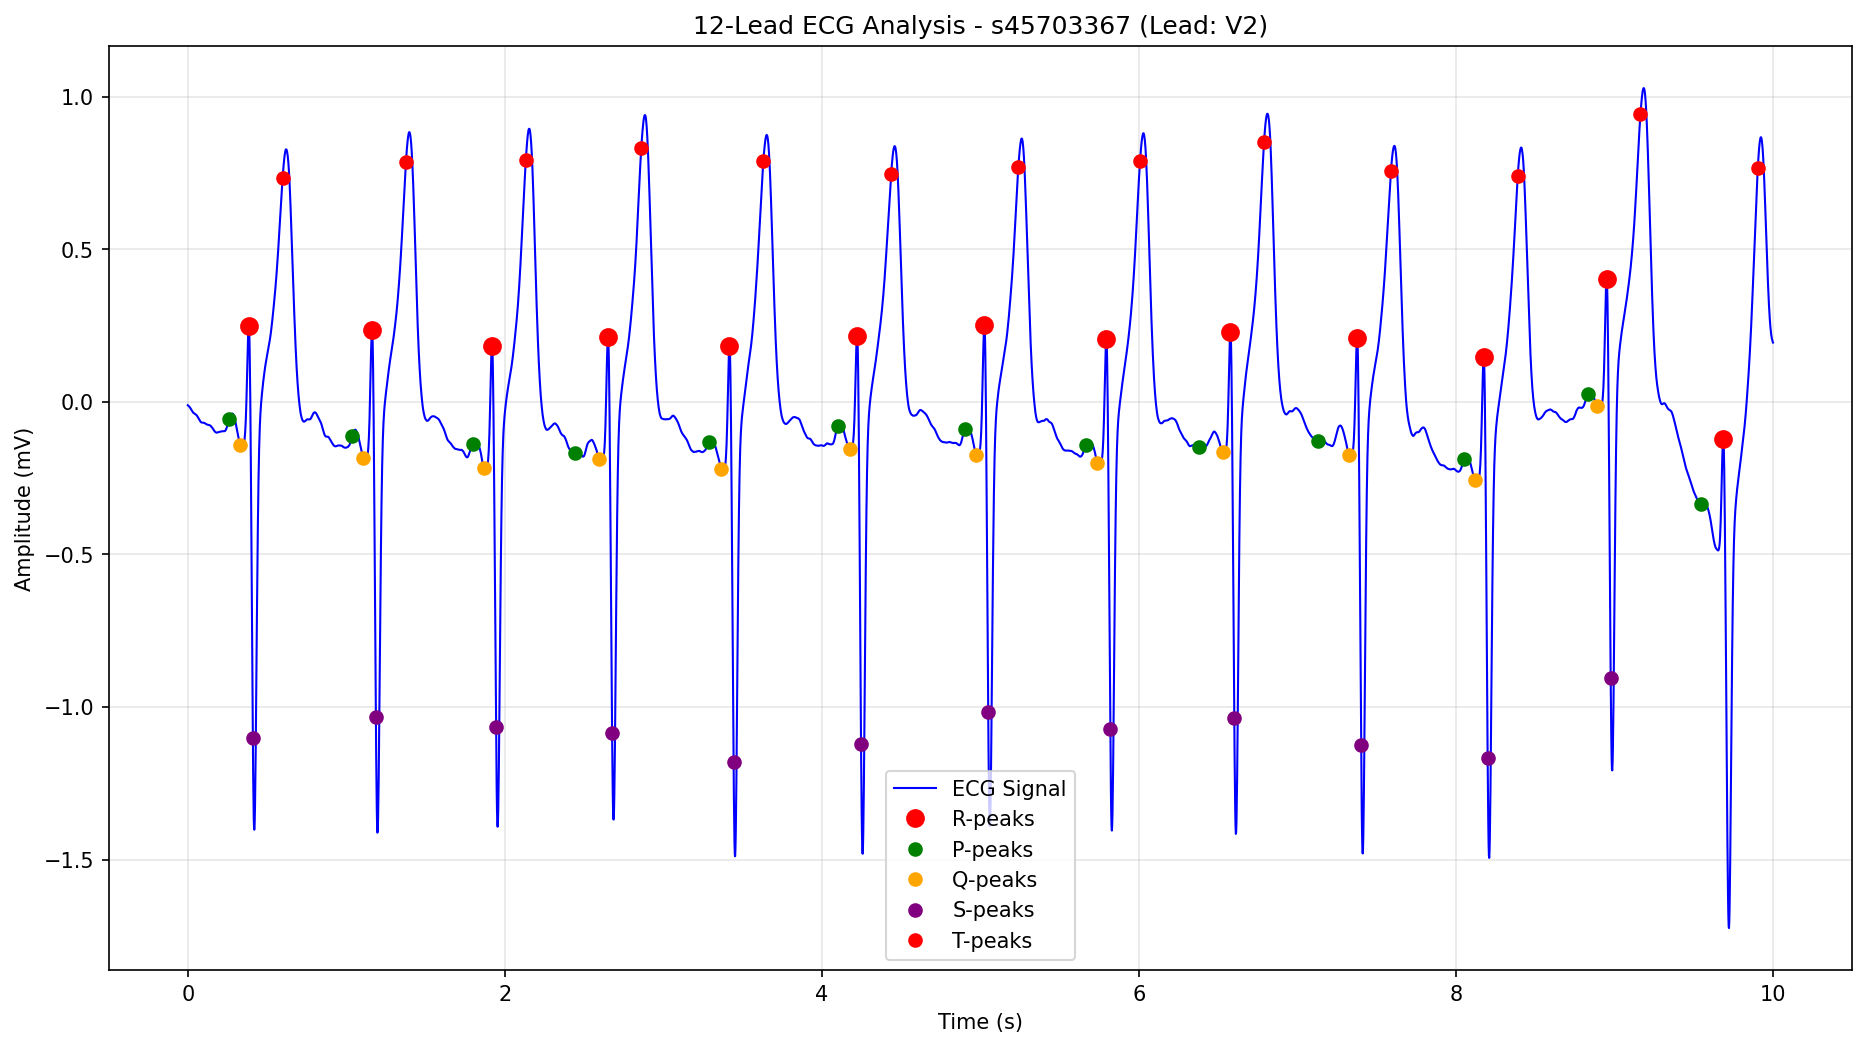 12-Lead ECG Analysis - s45703367 (Lead: V2)
1.0
0.5
0.0
−0.5
−1.0
−1.5
Amplitude (mV)
ECG Signal
R-peaks
P-peaks
Q-peaks
S-peaks
T-peaks
0
2
4
6
8
10
Time (s)